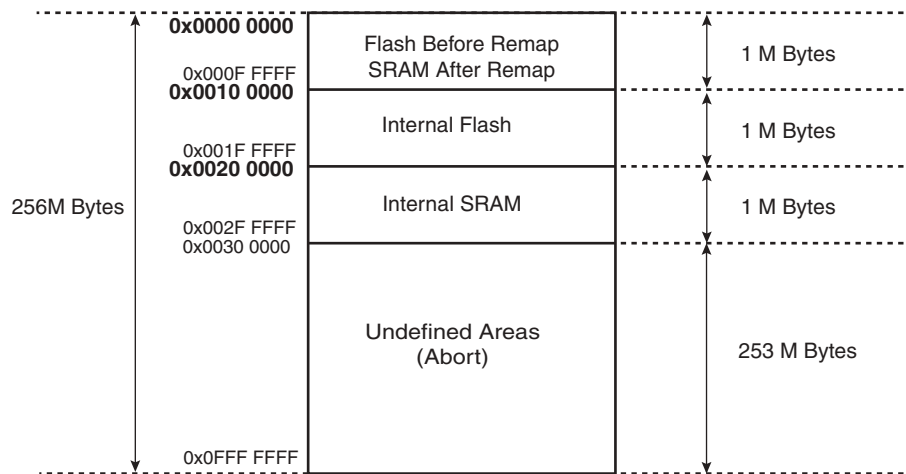 0x0000 0000
Flash Before Remap
SRAM After Remap
1 M Bytes
0x000F FFFF
0x0010 0000
Internal Flash
1 M Bytes
0x001F FFFF
0x0020 0000
256M Bytes
Internal SRAM
1 M Bytes
0x002F FFFF
0x0030 0000
Undefined Areas
(Abort)
253 M Bytes
0x0FFF FFFF